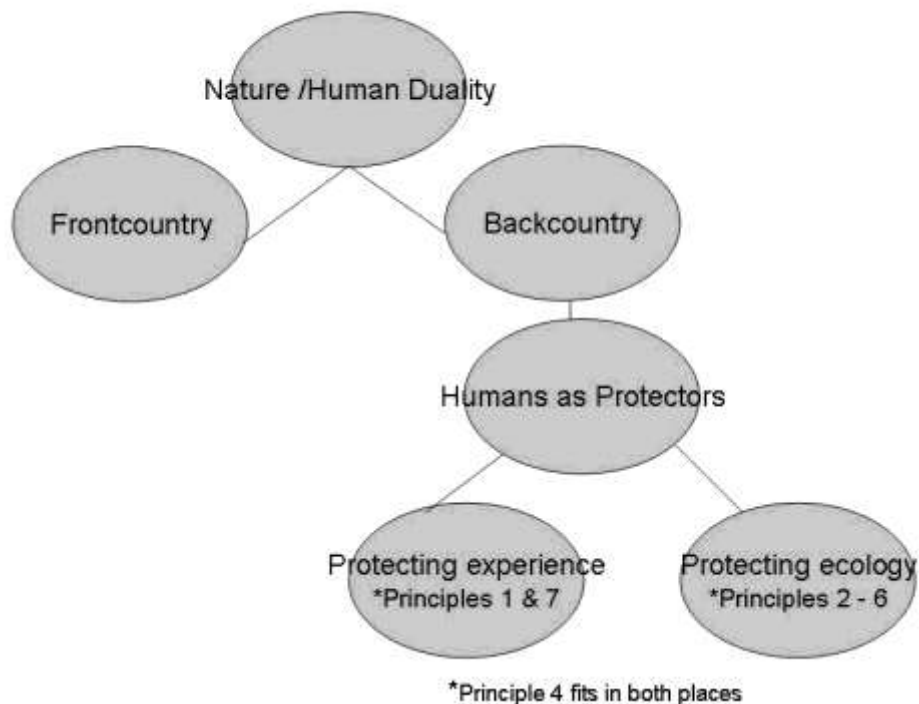 Nature /Human Duality
Frontcountry
Backcountry
Humans as Protectors
Protecting experience
*Principles 1 & 7
Protecting ecology
*Principles 2 - 6
*Principle 4 fits in both places